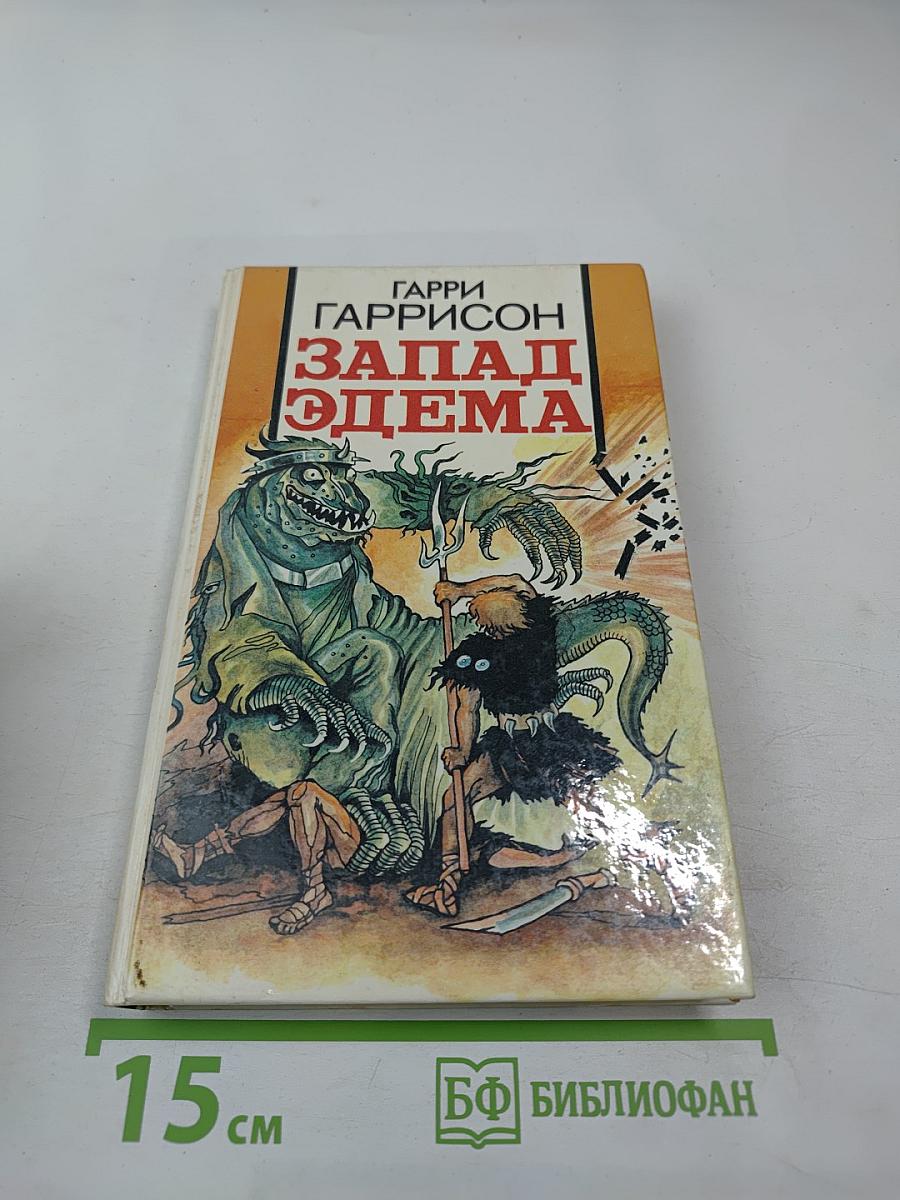 ГАРРИ
ГАРРИСОН
ЗАПАД
ЭДЕМА
15 см
БФ БИБЛИОФАН